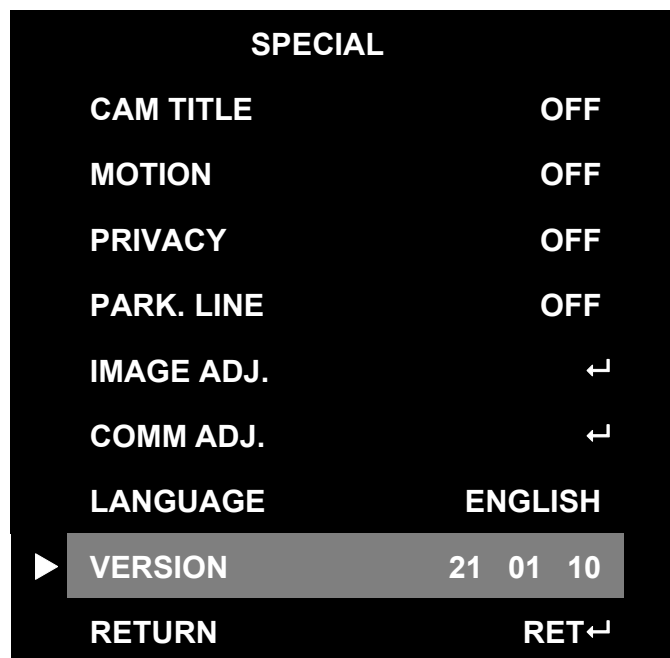 SPECIAL
CAM TITLE OFF
MOTION OFF
PRIVACY OFF
PARK. LINE OFF
IMAGE ADJ. ↵
COMM ADJ. ↵
LANGUAGE ENGLISH
VERSION 21 01 10
RETURN RET↵